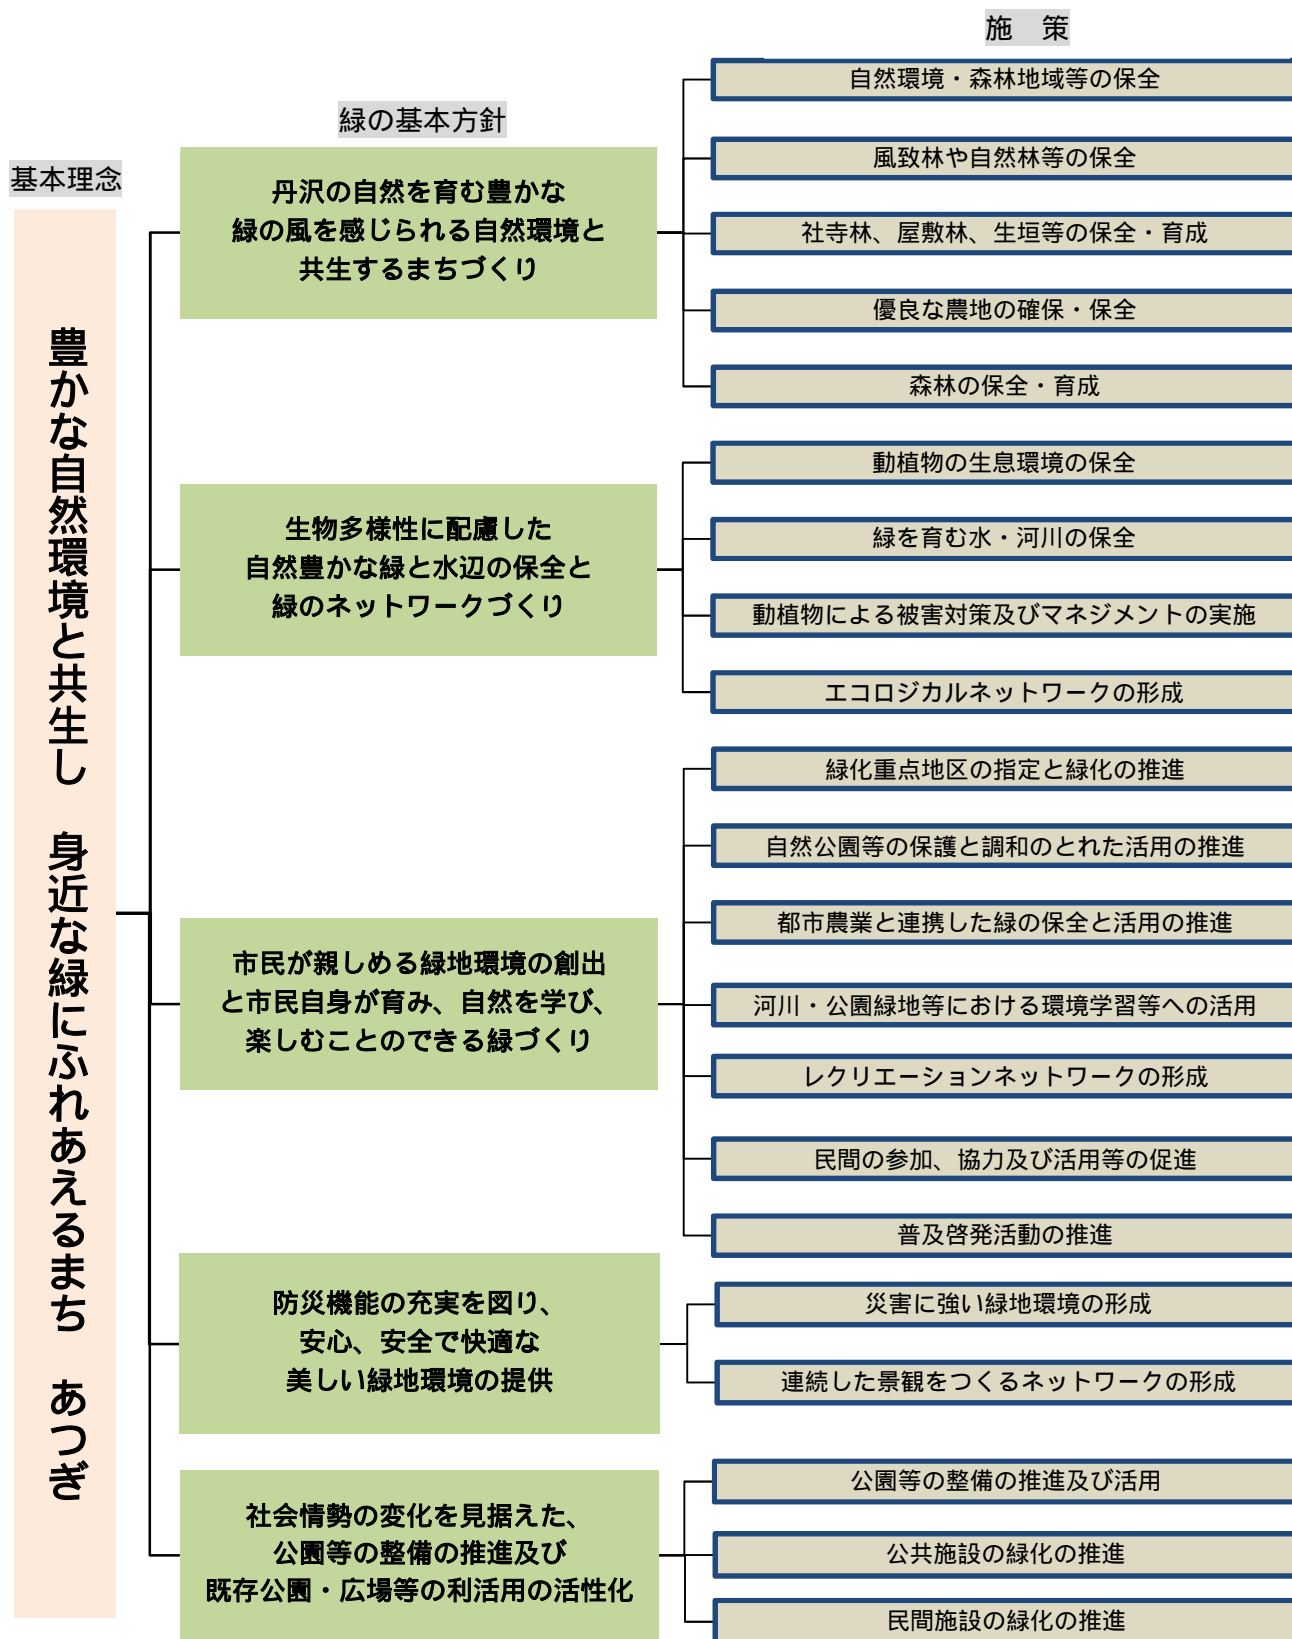 基本理念
豊かな自然環境と共生し　身近な緑にふれあえるまち　あつぎ
緑の基本方針
丹沢の自然を育む豊かな
緑の風を感じられる自然環境と
共生するまちづくり
生物多様性に配慮した
自然豊かな緑と水辺の保全と
緑のネットワークづくり
市民が親しめる緑地環境の創出
と市民自身が育み、自然を学び、
楽しむことのできる緑づくり
防災機能の充実を図り、
安心、安全で快適な
美しい緑地環境の提供
社会情勢の変化を見据えた、
公園等の整備の推進及び
既存公園・広場等の利活用の活性化
施　策
自然環境・森林地域等の保全
風致林や自然林等の保全
社寺林、屋敷林、生垣等の保全・育成
優良な農地の確保・保全
森林の保全・育成
動植物の生息環境の保全
緑を育む水・河川の保全
動植物による被害対策及びマネジメントの実施
エコロジカルネットワークの形成
緑化重点地区の指定と緑化の推進
自然公園等の保護と調和のとれた活用の推進
都市農業と連携した緑の保全と活用の推進
河川・公園緑地等における環境学習等への活用
レクリエーションネットワークの形成
民間の参加、協力及び活用等の促進
普及啓発活動の推進
災害に強い緑地環境の形成
連続した景観をつくるネットワークの形成
公園等の整備の推進及び活用
公共施設の緑化の推進
民間施設の緑化の推進